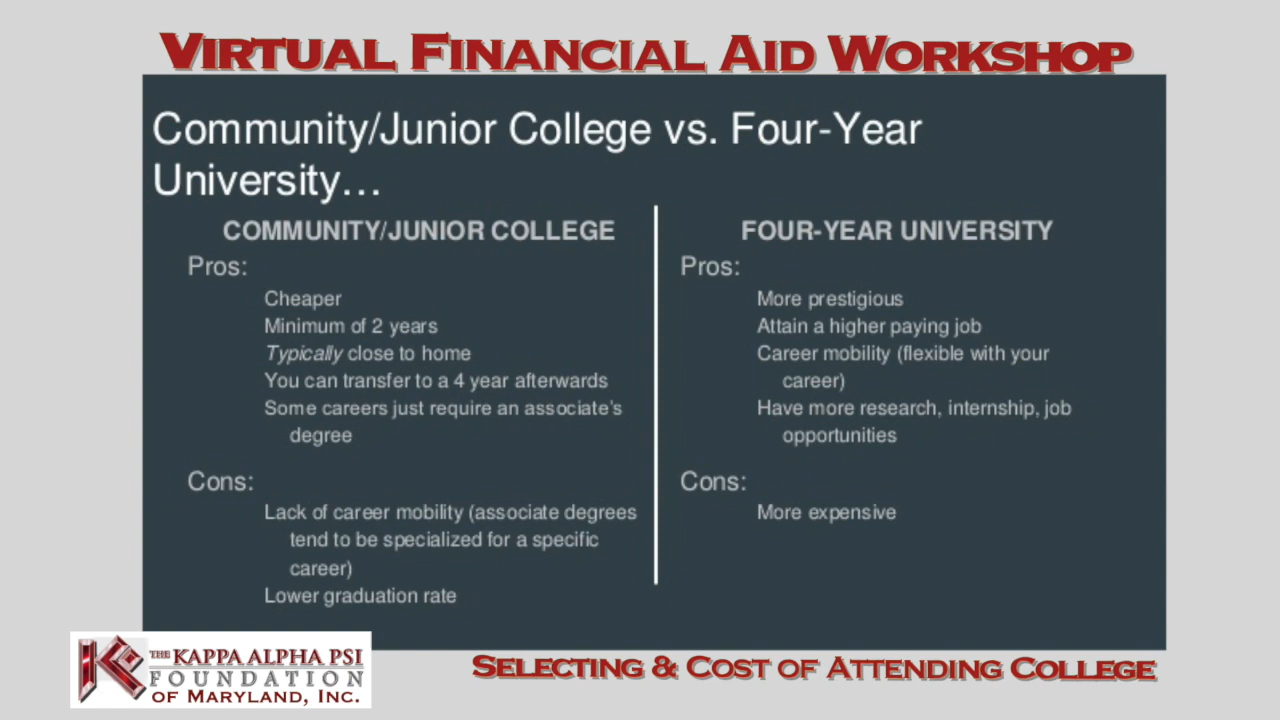 VIRTUAL FINANCIAL AID WORKSHOP
Community/Junior College vs. Four-Year
University…
COMMUNITY/JUNIOR COLLEGE
Pros:
Cheaper
Minimum of 2 years
Typically close to home
You can transfer to a 4 year afterwards
Some careers just require an associate's
degree
Cons:
Lack of career mobility (associate degrees
tend to be specialized for a specific
career)
Lower graduation rate
FOUR-YEAR UNIVERSITY
Pros:
More prestigious
Attain a higher paying job
Career mobility (flexible with your
career)
Have more research, internship, job
opportunities
Cons:
More expensive
THE KAPPA ALPHA PSI
FOUNDATION
OF MARYLAND, INC.
SELECTING & COST OF ATTENDING COLLEGE